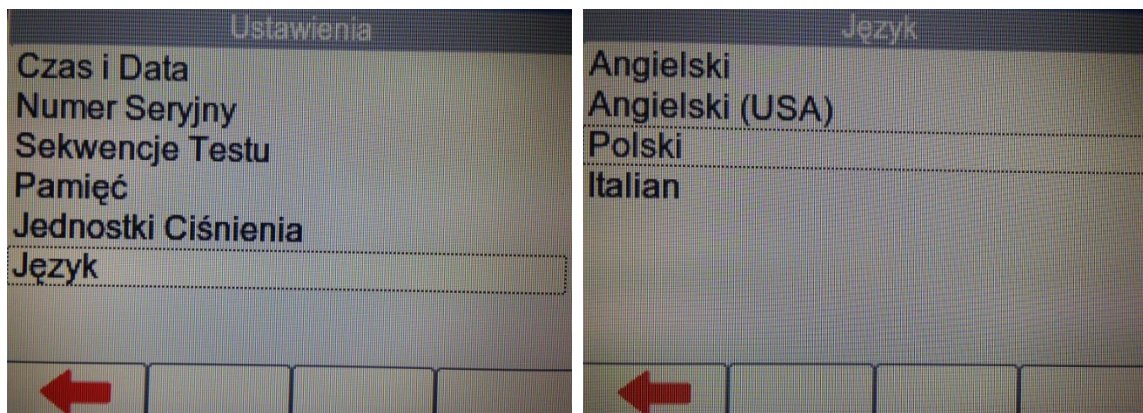 Ustawienia
Czas i Data
Numer Seryjny
Sekwencje Testu
Pamięć
Jednostki Ciśnienia
Język
Język
Angielski
Angielski (USA)
Polski
Italian